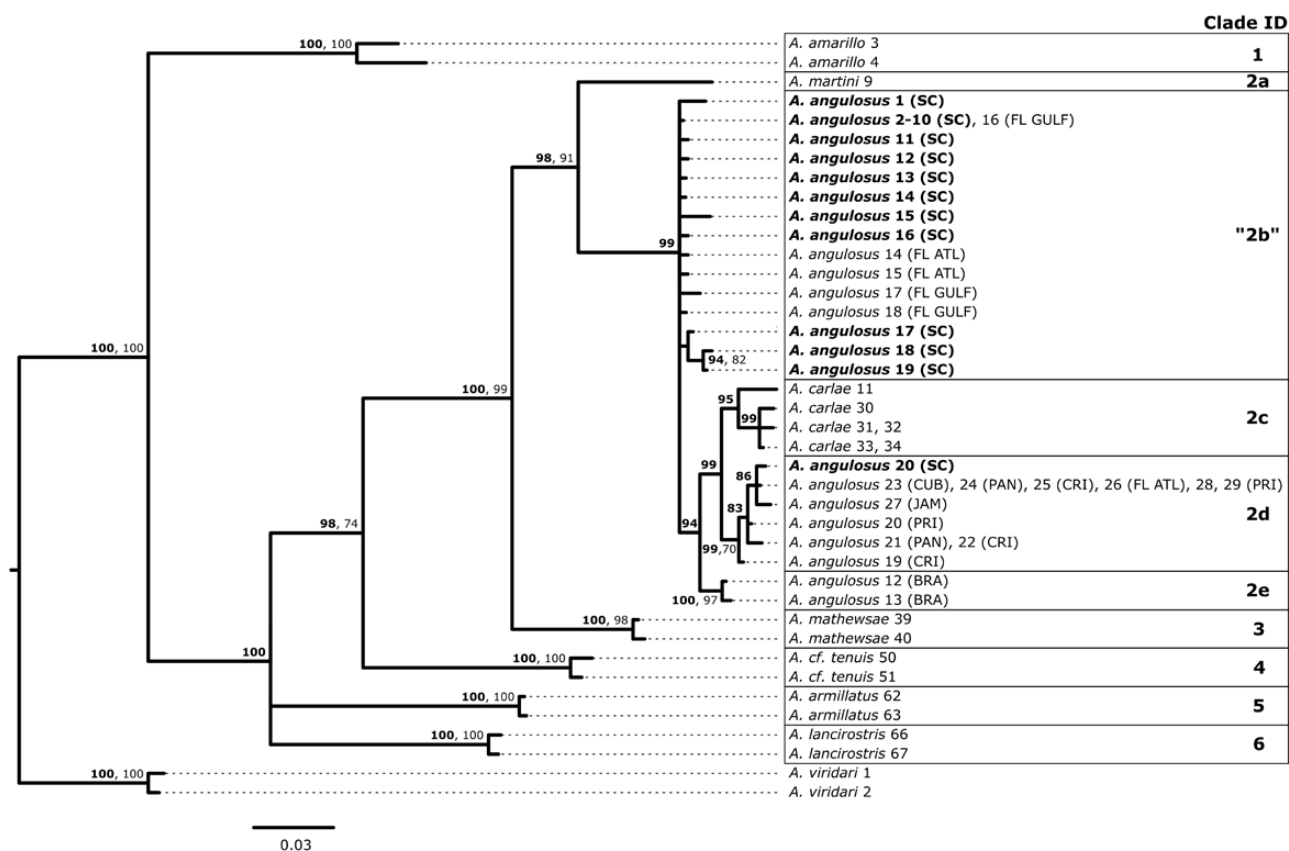 Clade ID
100, 100
A. amarillo 3
1
A. amarillo 4
A. martini 9
2a
A. angulosus 1 (SC)
A. angulosus 2-10 (SC), 16 (FL GULF)
A. angulosus 11 (SC)
98, 91
A. angulosus 12 (SC)
A. angulosus 13 (SC)
A. angulosus 14 (SC)
A. angulosus 15 (SC)
99
A. angulosus 16 (SC)
"2b"
A. angulosus 14 (FL ATL)
A. angulosus 15 (FL ATL)
A. angulosus 17 (FL GULF)
A. angulosus 18 (FL GULF)
A. angulosus 17 (SC)
100, 100
94, 82
A. angulosus 18 (SC)
A. angulosus 19 (SC)
100, 99
95
A. carlae 11
99
A. carlae 30
2c
A. carlae 31, 32
A. carlae 33, 34
99
86
A. angulosus 20 (SC)
A. angulosus 23 (CUB), 24 (PAN), 25 (CRI), 26 (FL ATL), 28, 29 (PRI)
83
A. angulosus 27 (JAM)
2d
98, 74
94
A. angulosus 20 (PRI)
99,70
A. angulosus 21 (PAN), 22 (CRI)
A. angulosus 19 (CRI)
A. angulosus 12 (BRA)
2e
100, 97
A. angulosus 13 (BRA)
100, 98
A. mathewsae 39
3
A. mathewsae 40
100
100, 100
A. cf. tenuis 50
4
A. cf. tenuis 51
100, 100
A. armillatus 62
5
A. armillatus 63
100, 100
A. lancirostris 66
6
A. lancirostris 67
100, 100
A. viridari 1
A. viridari 2
0.03